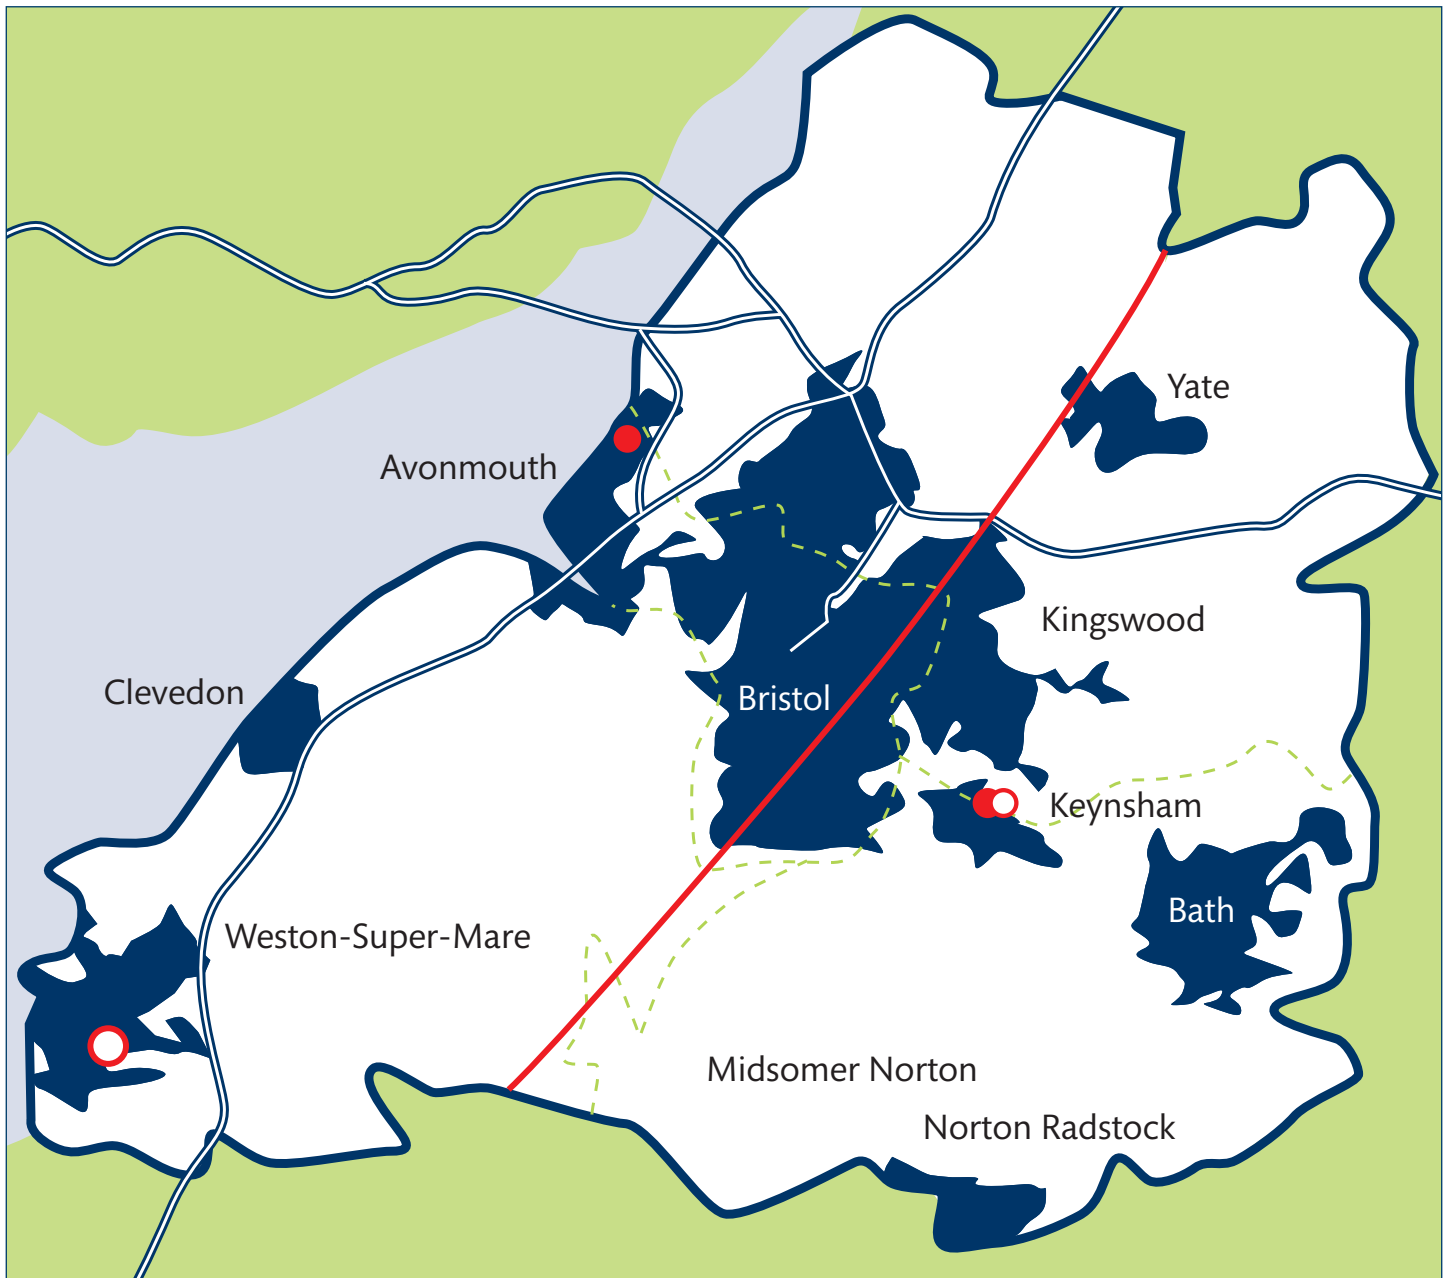 Yate
Avonmouth
Kingswood
Clevedon
Bristol
Keynsham
Bath
Weston-Super-Mare
Midsomer Norton
Norton Radstock